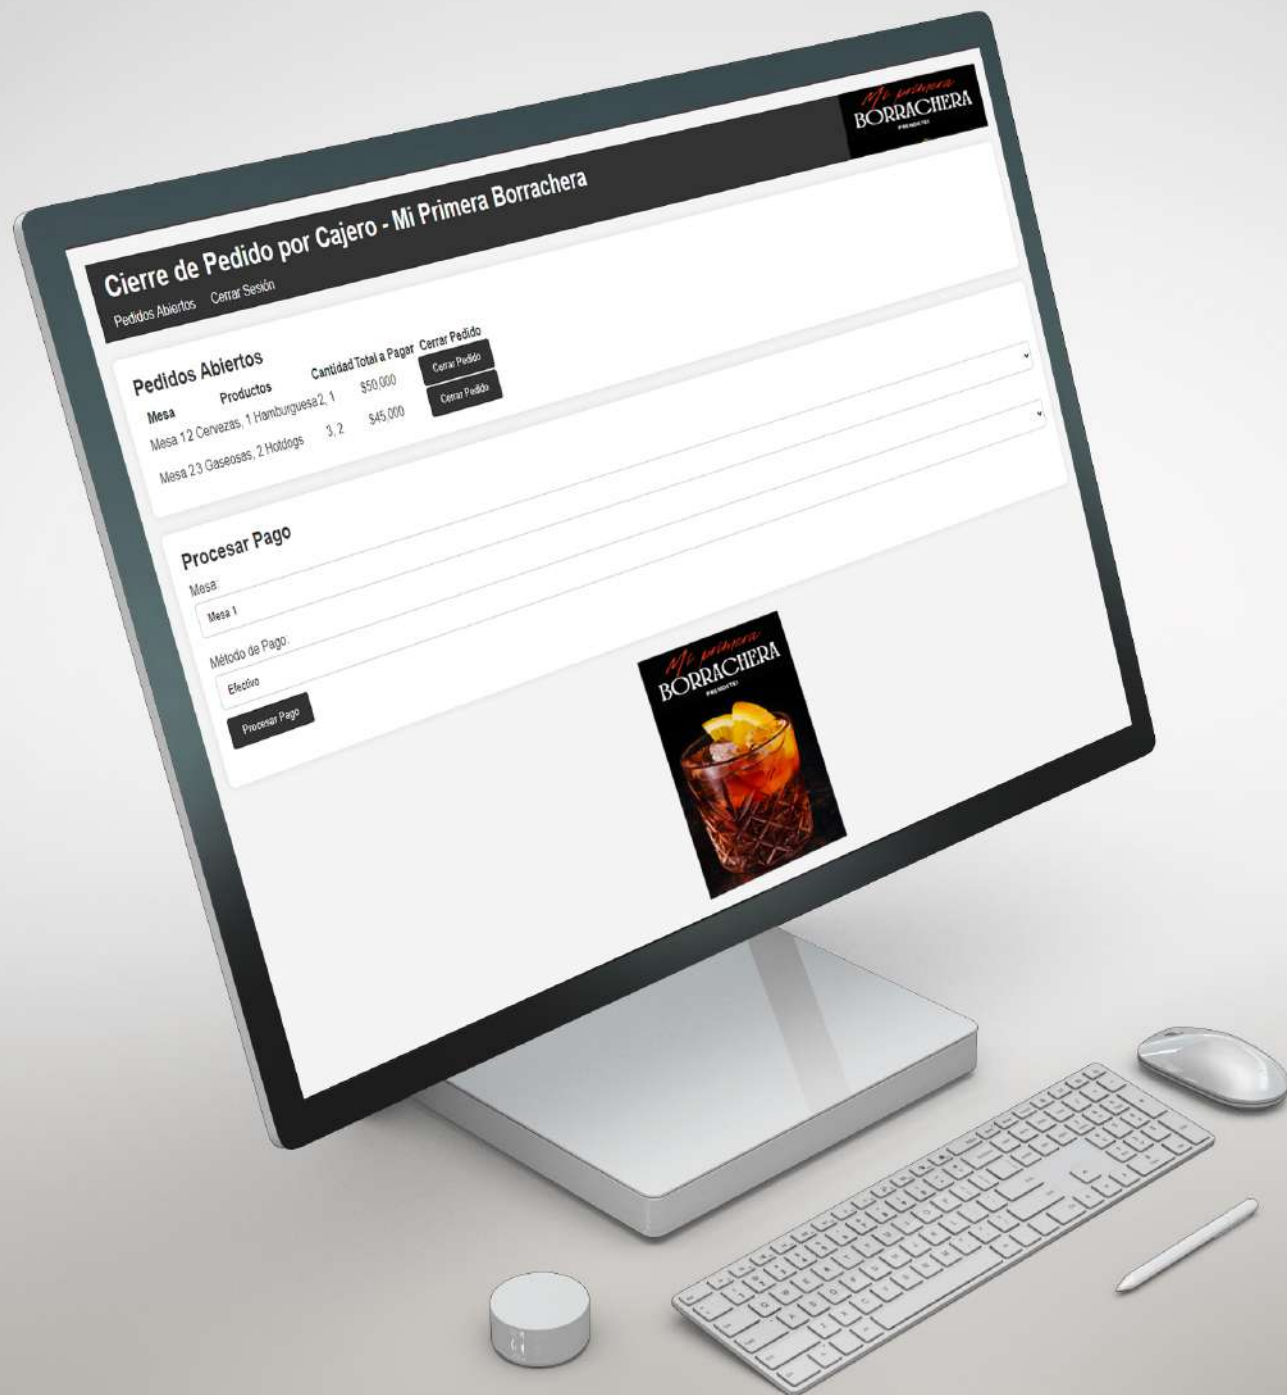 Mi primera
BORRACHERA
Cierre de Pedido por Cajero - Mi Primera Borrachera
Pedidos Abiertos Cerrar Sesión
Pedidos Abiertos
Mesa Productos Cantidad Total a Pagar Cerrar Pedido
Mesa 1 2 Cervezas, 1 Hamburguesa 2, 1 $50,000 Cerrar Pedido
Mesa 2 3 Gaseosas, 2 Hotdogs 3, 2 $45,000 Cerrar Pedido
Procesar Pago
Mesa:
Mesa 1
Método de Pago:
Efectivo
Procesar Pago
Mi primera
BORRACHERA